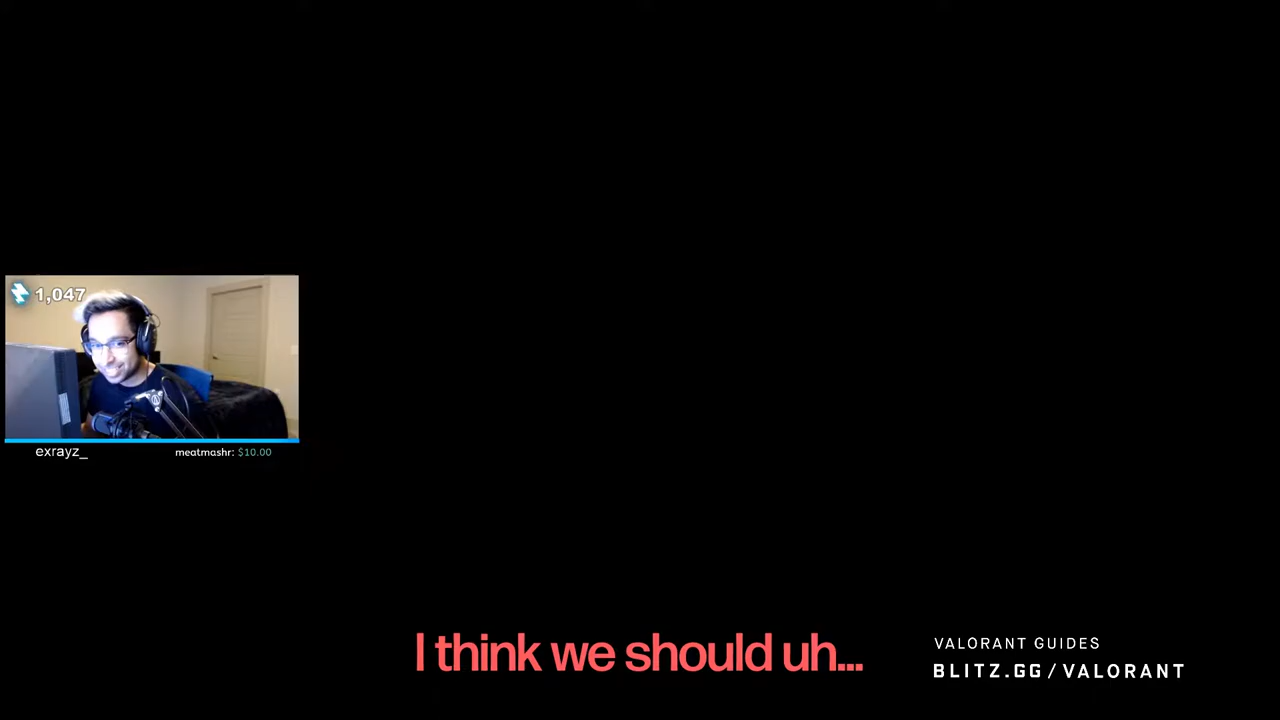 1,047
exrayz_
meatmashr: $10.00
I think we should uh...
VALORANT GUIDES
BLITZ.GG/VALORANT